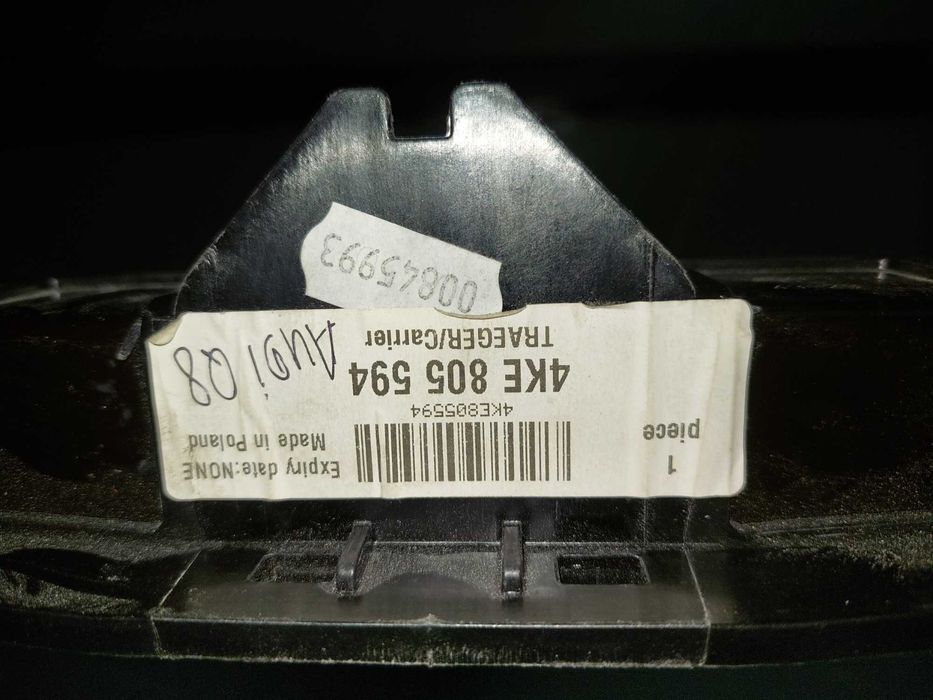 1
piece
4KE805594
4KE 805 594
TRAEGER/Carrier
Expiry date:NONE
Made in Poland
AUDI Q8
00845993